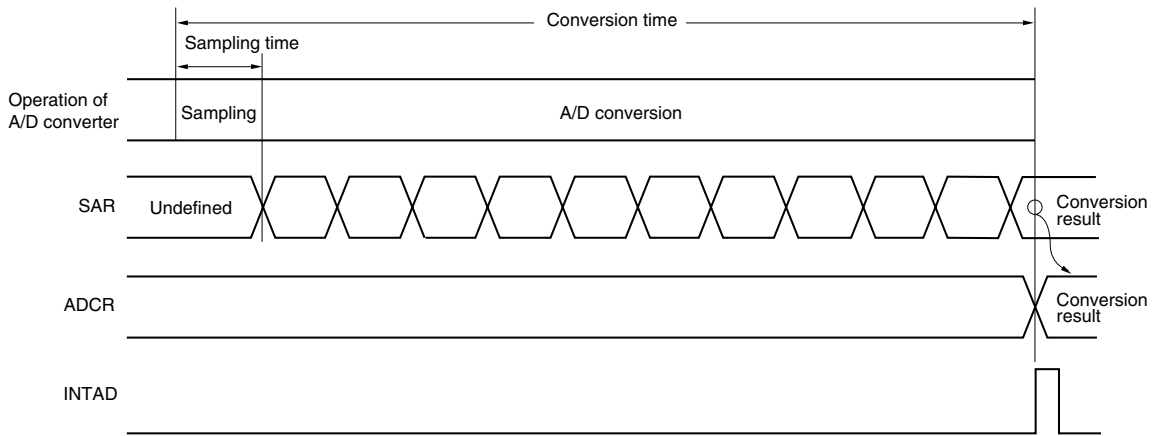 Conversion time
Sampling time
Operation of
A/D converter
Sampling
A/D conversion
SAR
Undefined
Conversion
result
ADCR
Conversion
result
INTAD